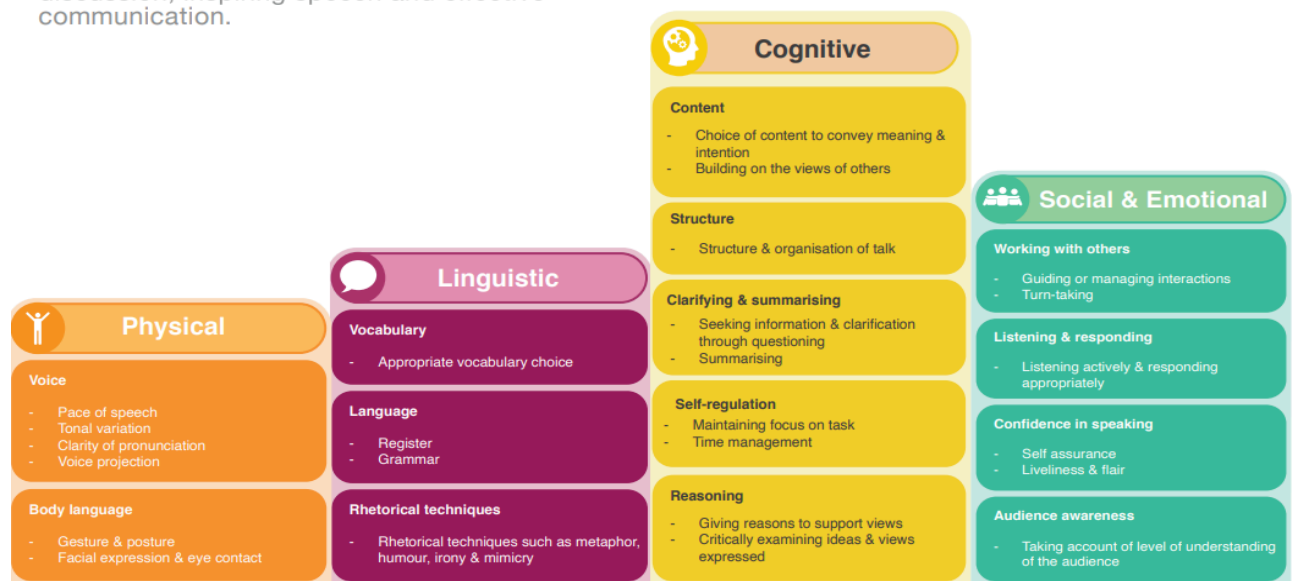 communication.
Physical
Voice
- Pace of speech
- Tonal variation
- Clarity of pronunciation
- Voice projection
Body language
- Gesture & posture
- Facial expression & eye contact
Linguistic
Vocabulary
- Appropriate vocabulary choice
Language
- Register
- Grammar
Rhetorical techniques
- Rhetorical techniques such as metaphor,
humour, irony & mimicry
Cognitive
Content
- Choice of content to convey meaning &
intention
- Building on the views of others
Structure
- Structure & organisation of talk
Clarifying & summarising
- Seeking information & clarification
through questioning
- Summarising
Self-regulation
- Maintaining focus on task
- Time management
Reasoning
- Giving reasons to support views
- Critically examining ideas & views
expressed
Social & Emotional
Working with others
- Guiding or managing interactions
- Turn-taking
Listening & responding
- Listening actively & responding
appropriately
Confidence in speaking
- Self assurance
- Liveliness & flair
Audience awareness
- Taking account of level of understanding
of the audience